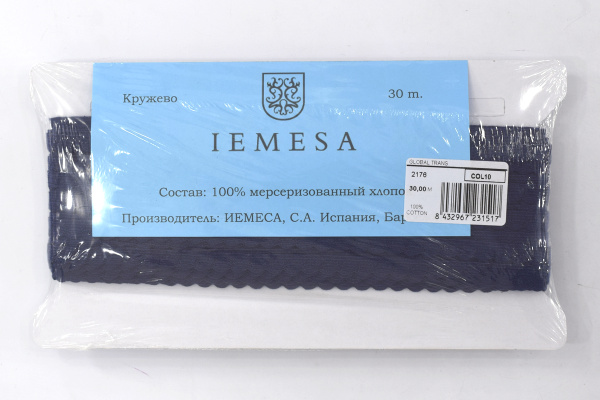 Кружево
30 m.
IEMESA
Состав: 100% мерсеризованный хлопо
Производитель: ИЕМЕСА, С.А. Испания, Бар
GLOBAL TRANS
2176 COL10
30,00 M
100%
COTTON
8 432967 231517